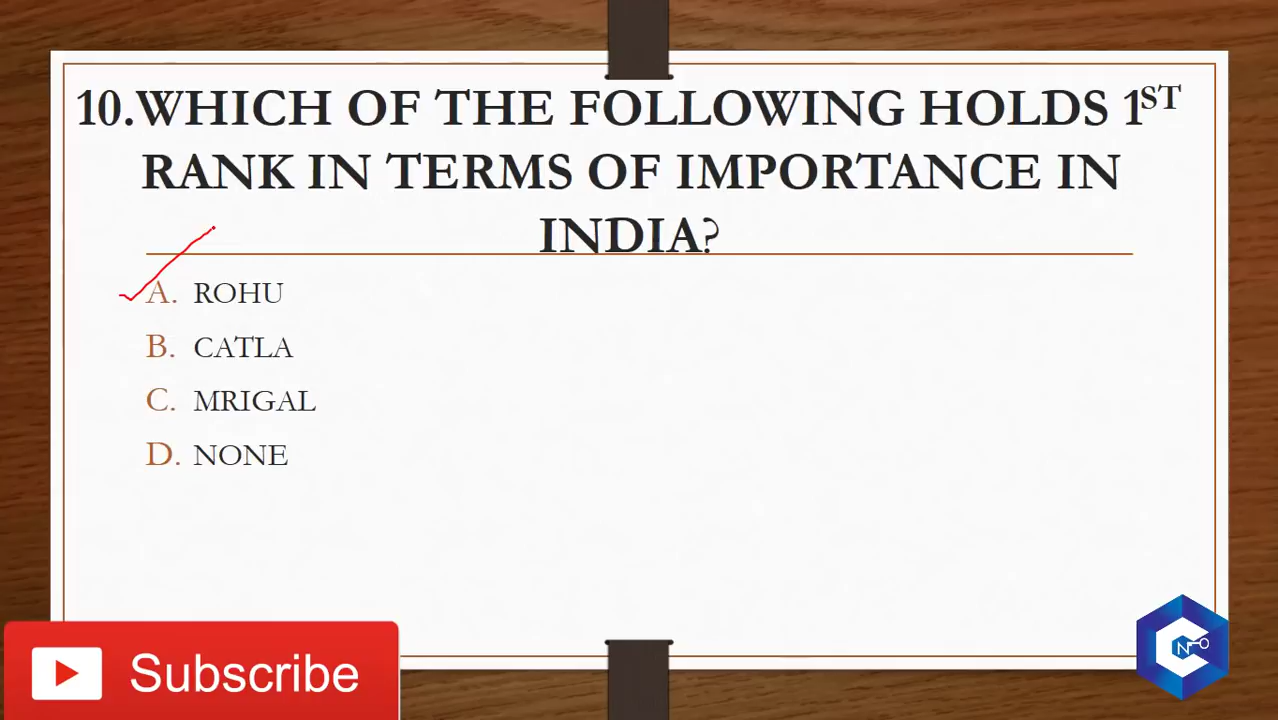 10.WHICH OF THE FOLLOWING HOLDS 1ST
RANK IN TERMS OF IMPORTANCE IN
INDIA?
A. ROHU
B. CATLA
C. MRIGAL
D. NONE
Subscribe